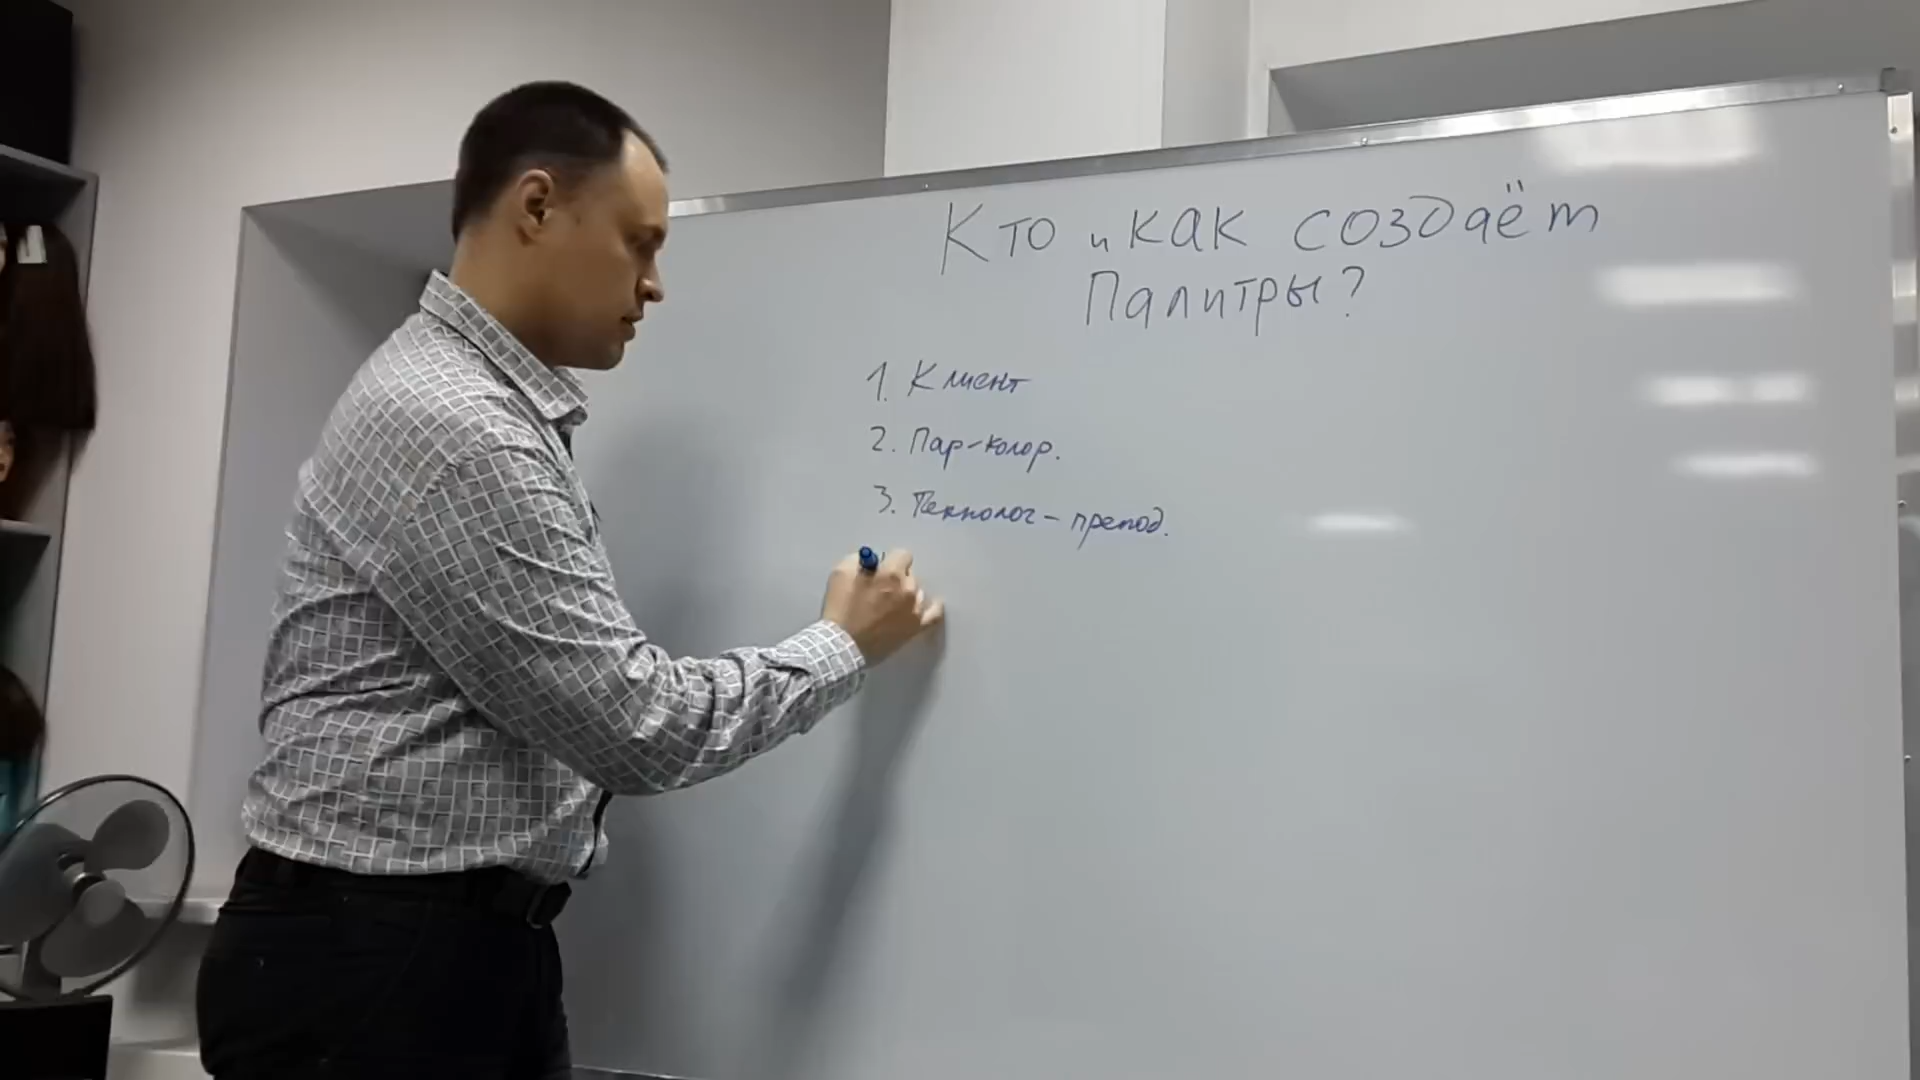 Кто и как создаёт
Палитры?
1. Клиент
2. Пар-колор.
3. Технолог - препод.